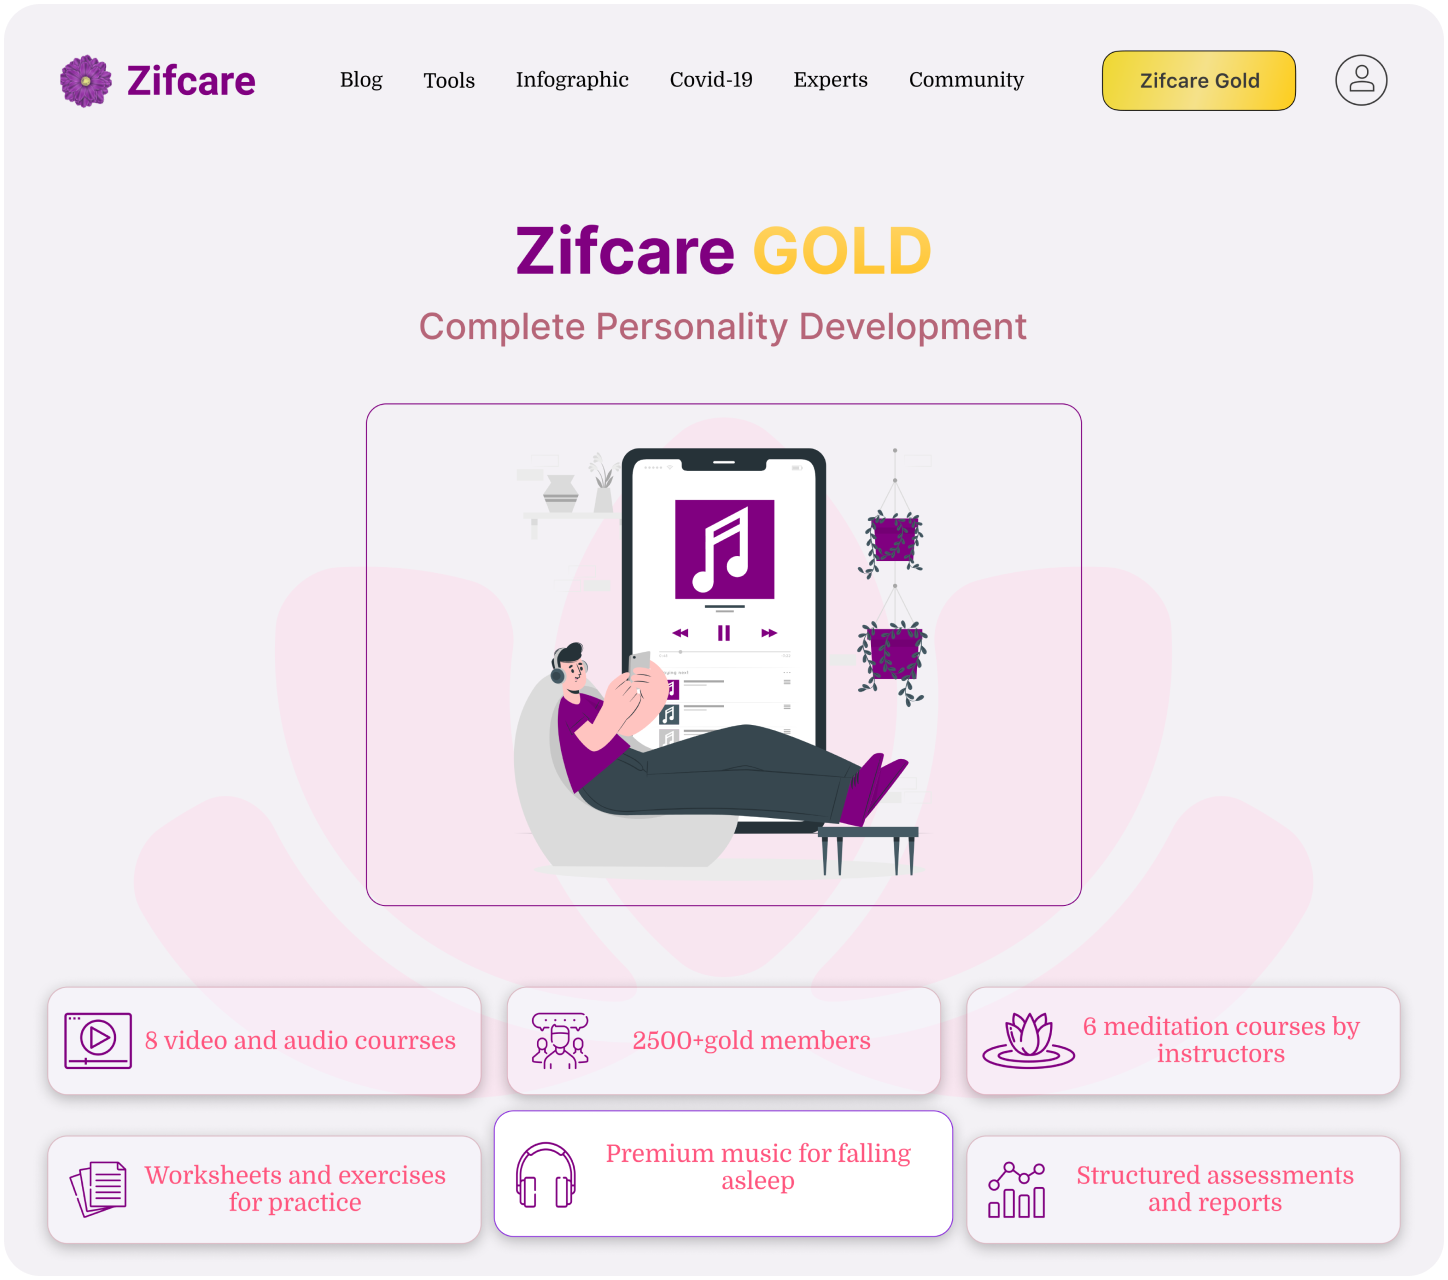 Zifcare
Blog
Tools
Infographic
Covid-19
Experts
Community
Zifcare Gold
Zifcare GOLD
Complete Personality Development
8 video and audio courrses
2500+gold members
6 meditation courses by
instructors
Worksheets and exercises
for practice
Premium music for falling
asleep
Structured assessments
and reports